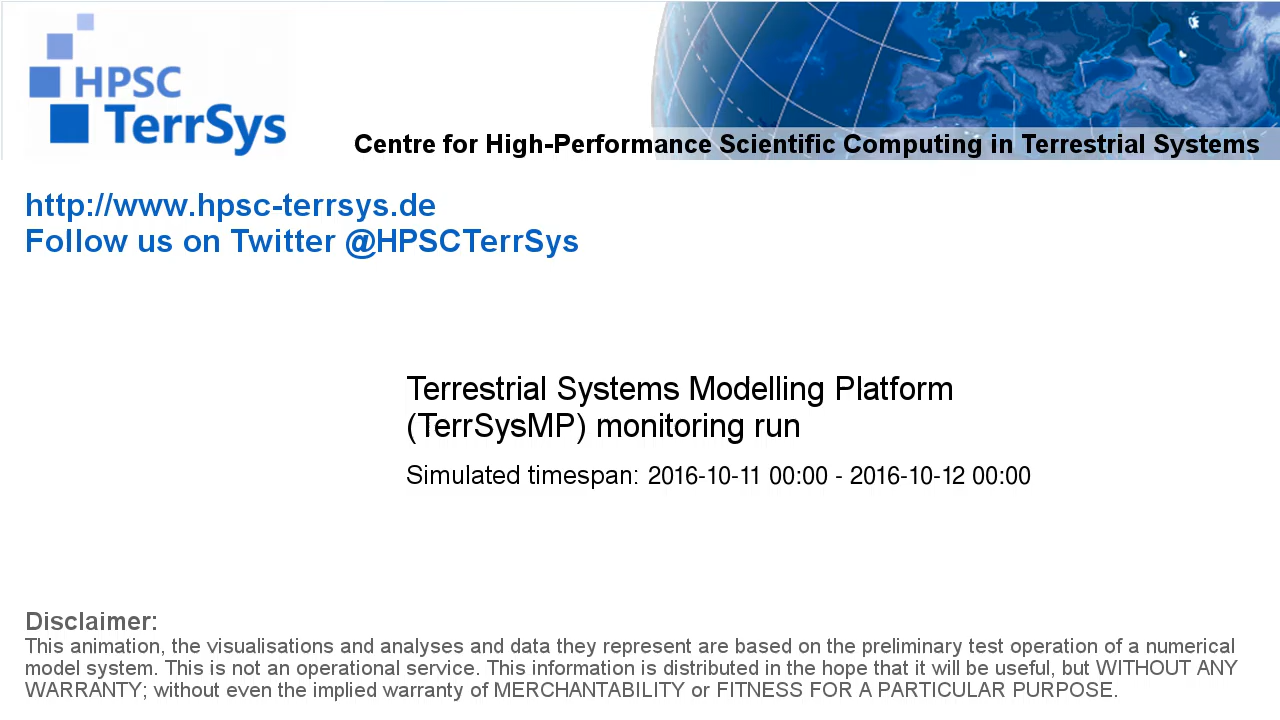 HPSC
TerrSys
Centre for High-Performance Scientific Computing in Terrestrial Systems
http://www.hpsc-terrsys.de
Follow us on Twitter @HPSCTerrSys
Terrestrial Systems Modelling Platform
(TerrSysMP) monitoring run
Simulated timespan: 2016-10-11 00:00 - 2016-10-12 00:00
Disclaimer:
This animation, the visualisations and analyses and data they represent are based on the preliminary test operation of a numerical
model system. This is not an operational service. This information is distributed in the hope that it will be useful, but WITHOUT ANY
WARRANTY; without even the implied warranty of MERCHANTABILITY or FITNESS FOR A PARTICULAR PURPOSE.